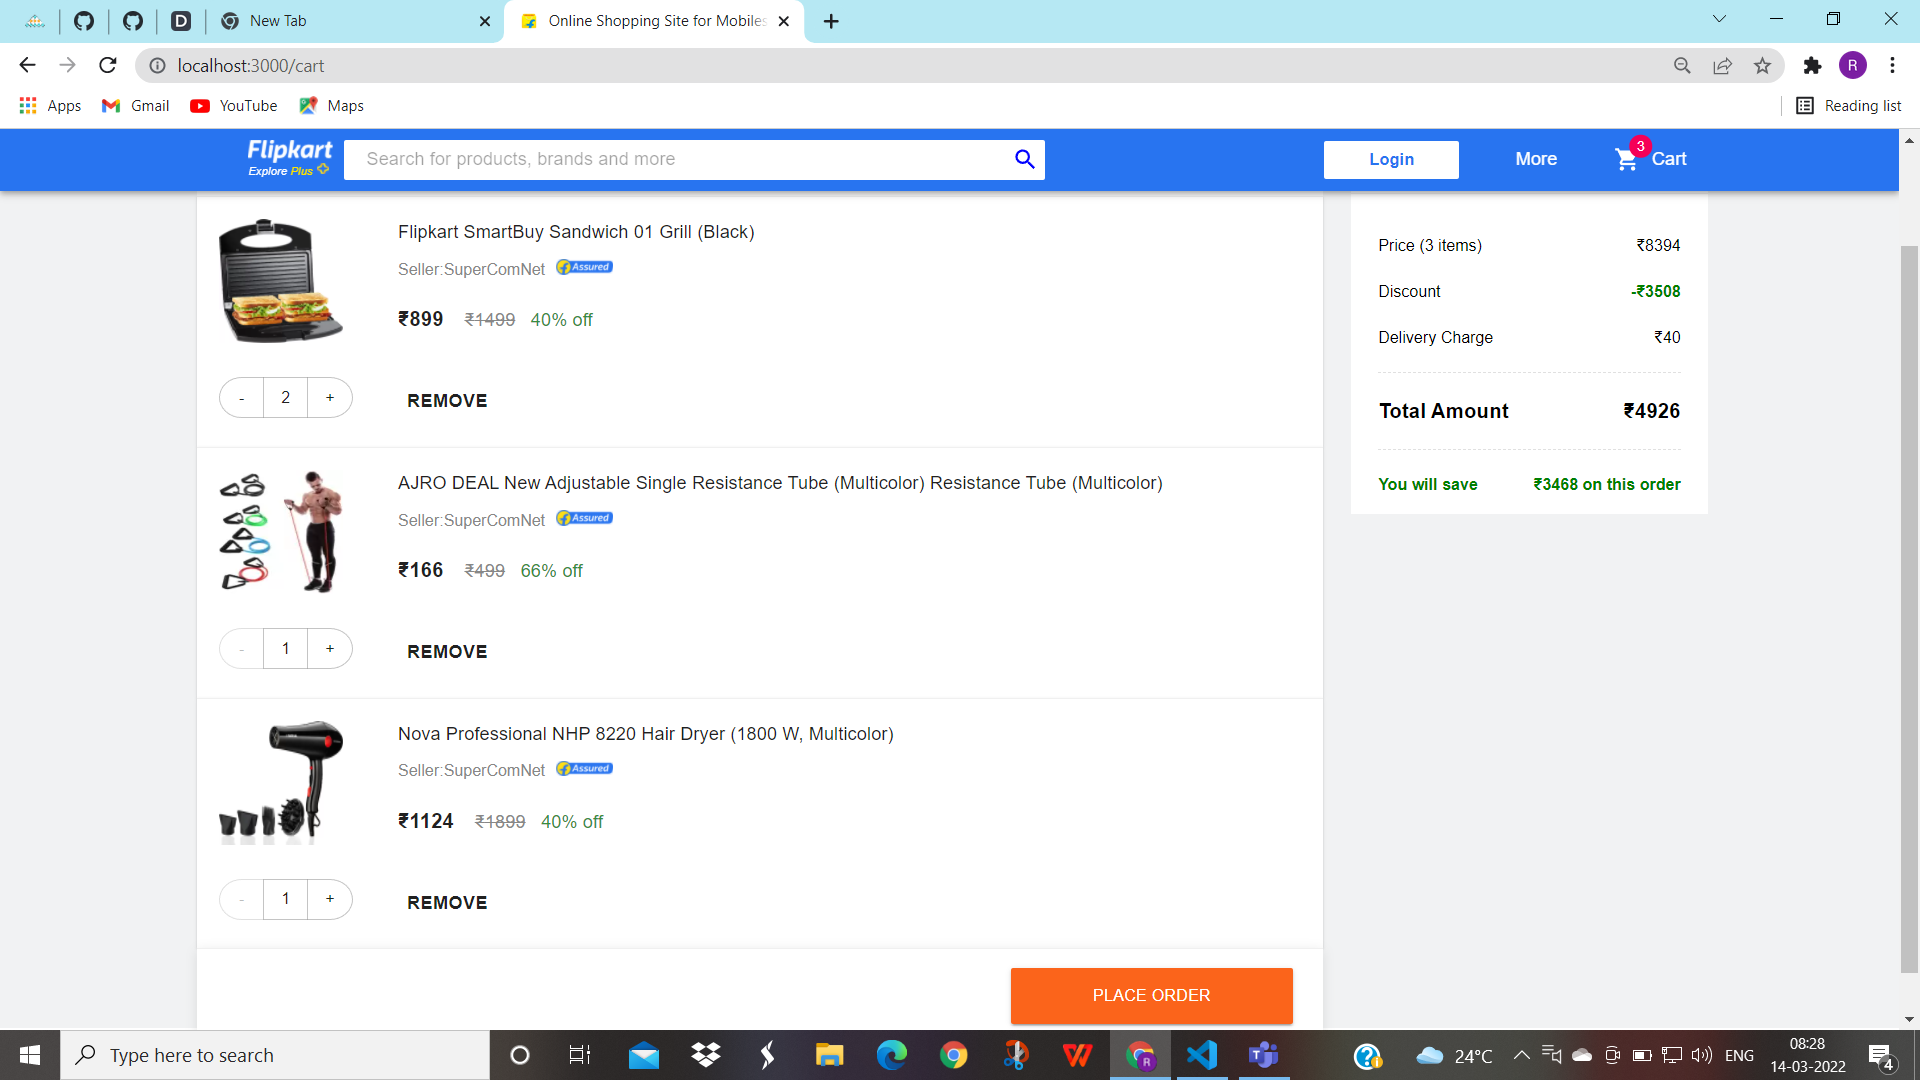 New Tab
Online Shopping Site for Mobiles
localhost:3000/cart
R
Apps
Gmail
YouTube
Maps
Reading list
Flipkart
Explore Plus
Search for products, brands and more
Login
More
3
Cart
Flipkart SmartBuy Sandwich 01 Grill (Black)
Seller:SuperComNet
Assured
₹899 ₹1499 40% off
- 2 +
REMOVE
AJRO DEAL New Adjustable Single Resistance Tube (Multicolor) Resistance Tube (Multicolor)
Seller:SuperComNet
Assured
₹166 ₹499 66% off
- 1 +
REMOVE
Nova Professional NHP 8220 Hair Dryer (1800 W, Multicolor)
Seller:SuperComNet
Assured
₹1124 ₹1899 40% off
- 1 +
REMOVE
PLACE ORDER
Price (3 items) ₹8394
Discount -₹3508
Delivery Charge ₹40
Total Amount ₹4926
You will save ₹3468 on this order
Type here to search
24°C
ENG
08:28
14-03-2022
4